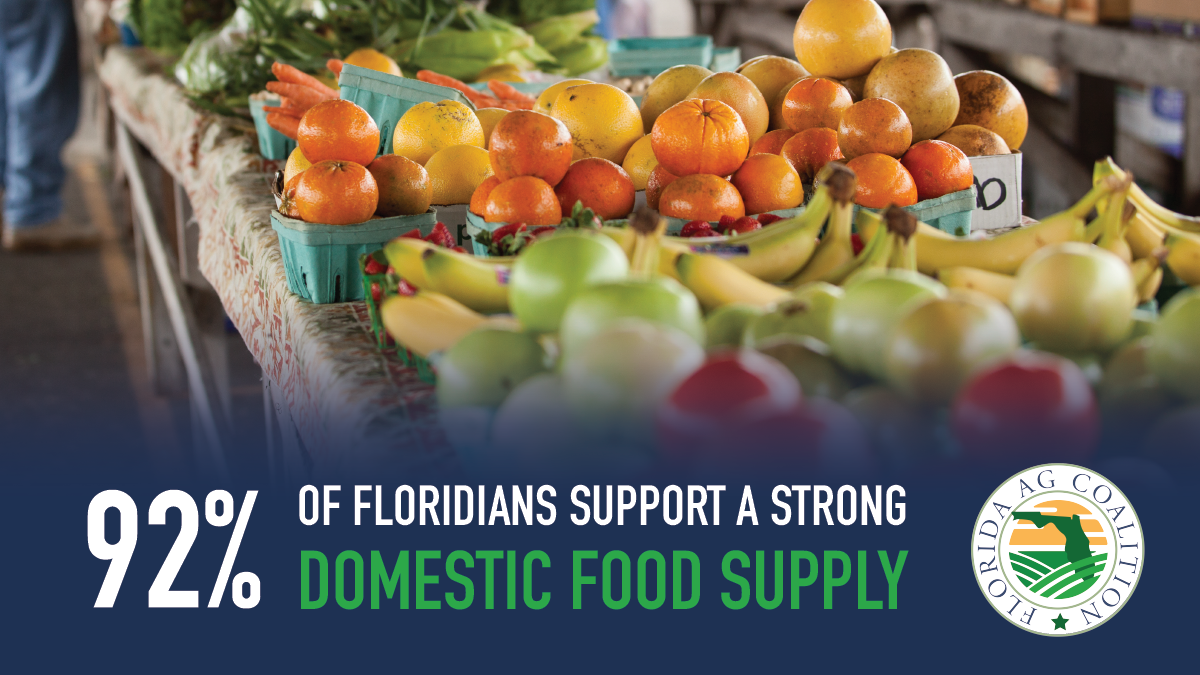 92%
OF FLORIDIANS SUPPORT A STRONG
DOMESTIC FOOD SUPPLY
FLORIDA AG COALITION